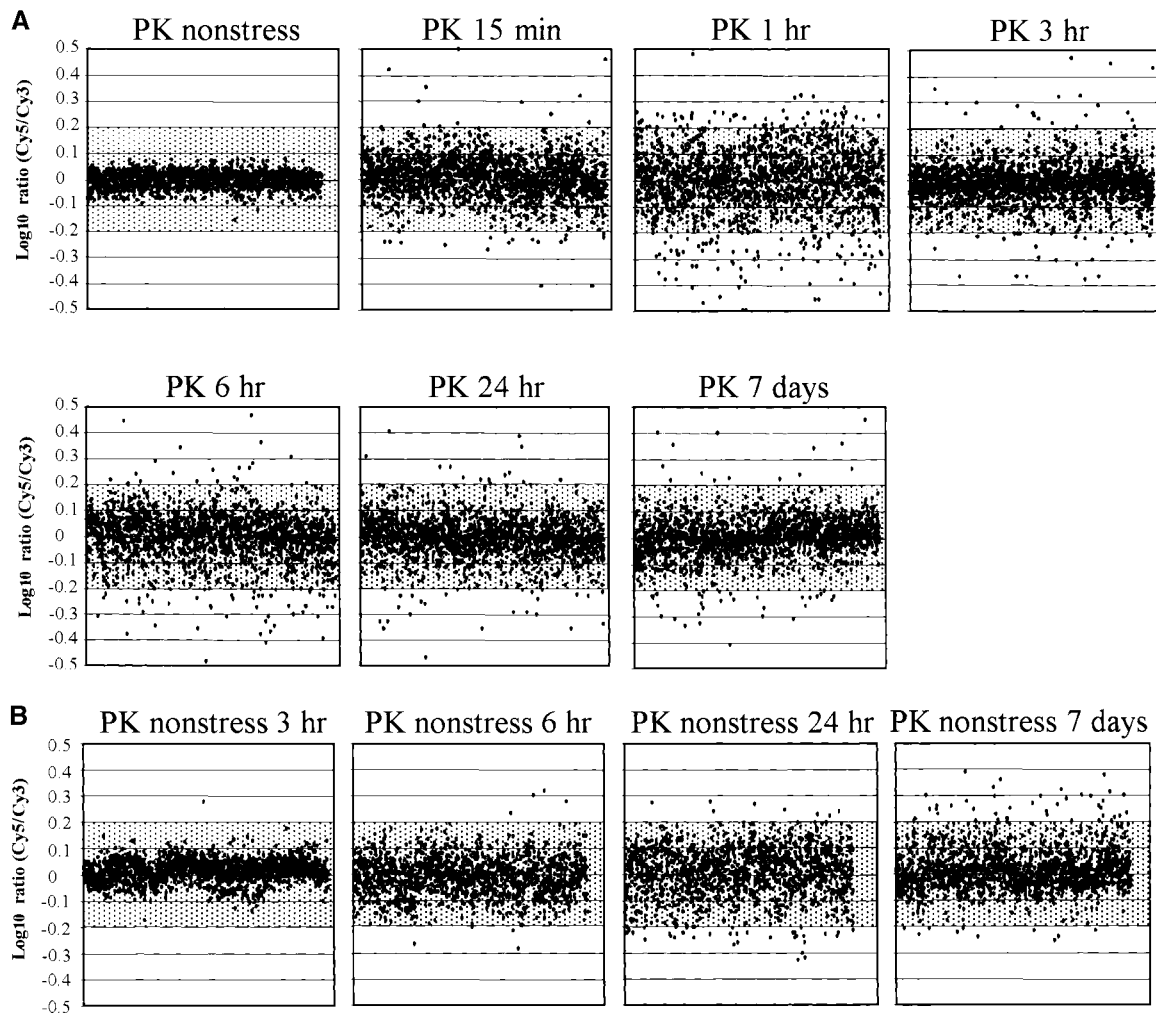 A
PK nonstress
PK 15 min
PK 1 hr
PK 3 hr
Log10 ratio (Cy5/Cy3)
0.5
0.4
0.3
0.2
0.1
0
-0.1
-0.2
-0.3
-0.4
-0.5
PK 6 hr
PK 24 hr
PK 7 days
Log10 ratio (Cy5/Cy3)
0.5
0.4
0.3
0.2
0.1
0
-0.1
-0.2
-0.3
-0.4
-0.5
B
PK nonstress 3 hr
PK nonstress 6 hr
PK nonstress 24 hr
PK nonstress 7 days
Log10 ratio (Cy5/Cy3)
0.5
0.4
0.3
0.2
0.1
0
-0.1
-0.2
-0.3
-0.4
-0.5